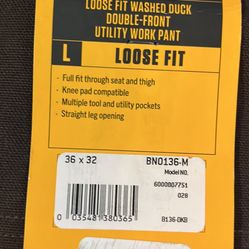 LOOSE FIT WASHED DUCK
DOUBLE-FRONT
UTILITY WORK PANT
L LOOSE FIT
• Full fit through seat and thigh
• Knee pad compatible
• Multiple tool and utility pockets
• Straight leg opening
36 x 32 BN0136-M
Model NO.
6000007751
028
0 035481 380365 B136-DKB